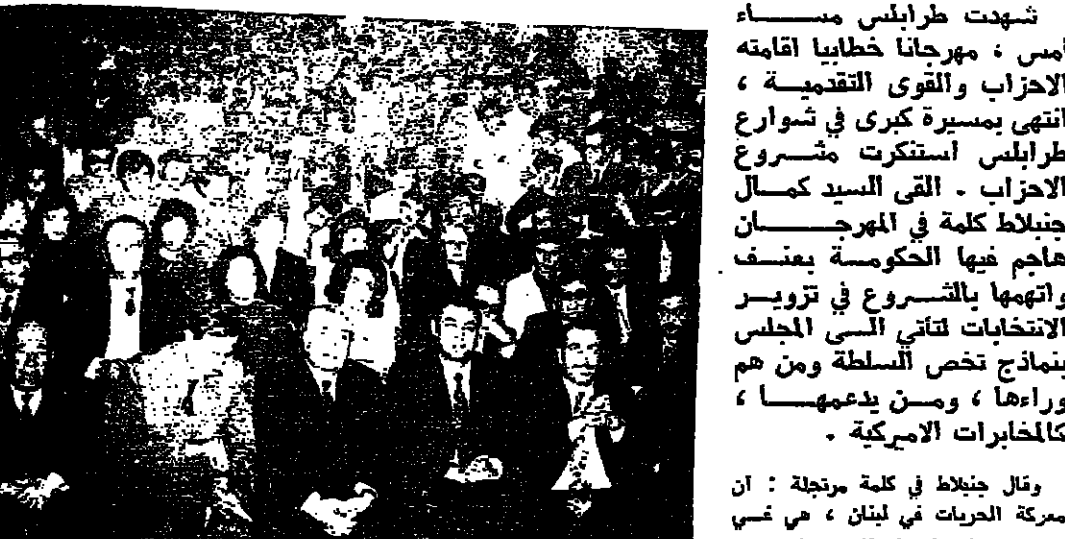 شهدت طرابلس مساء
امس ، مهرجانا خطابيا اقامته
الاحزاب والقوى التقدمية ،
انتهى بمسيرة كبرى في شوارع
طرابلس استنكرت مشروع
الاحزاب . القى السيد كمال
جنبلاط كلمة في المهرجان
هاجم فيها الحكومة بعنف
واتهمها بالشروع في تزوير
الانتخابات لتأتي السى المجلس
بنماذج تخص السلطة ومن هم
وراءها ، ومن يدعمها ،
كالمخابرات الاميركية .
وقال جنبلاط في كلمة مرتجلة : ان
معركة الحريات في لبنان ، هي غسي